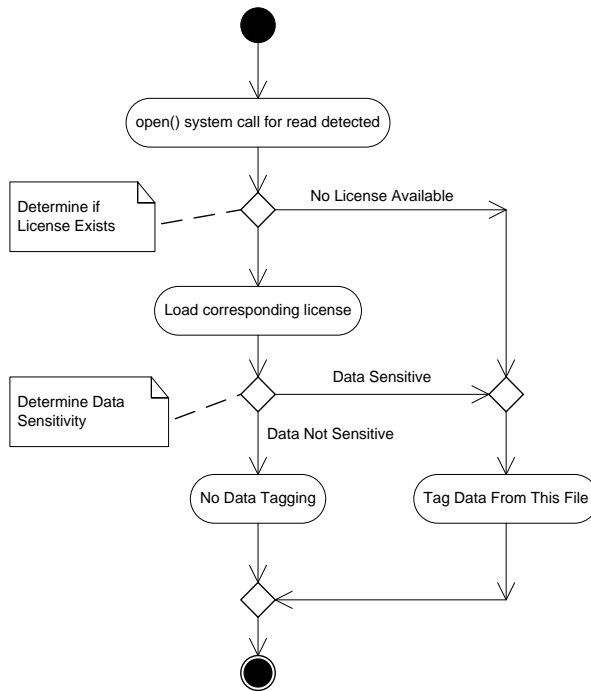 open() system call for read detected
Determine if
License Exists
No License Available
Load corresponding license
Determine Data
Sensitivity
Data Sensitive
Data Not Sensitive
No Data Tagging
Tag Data From This File